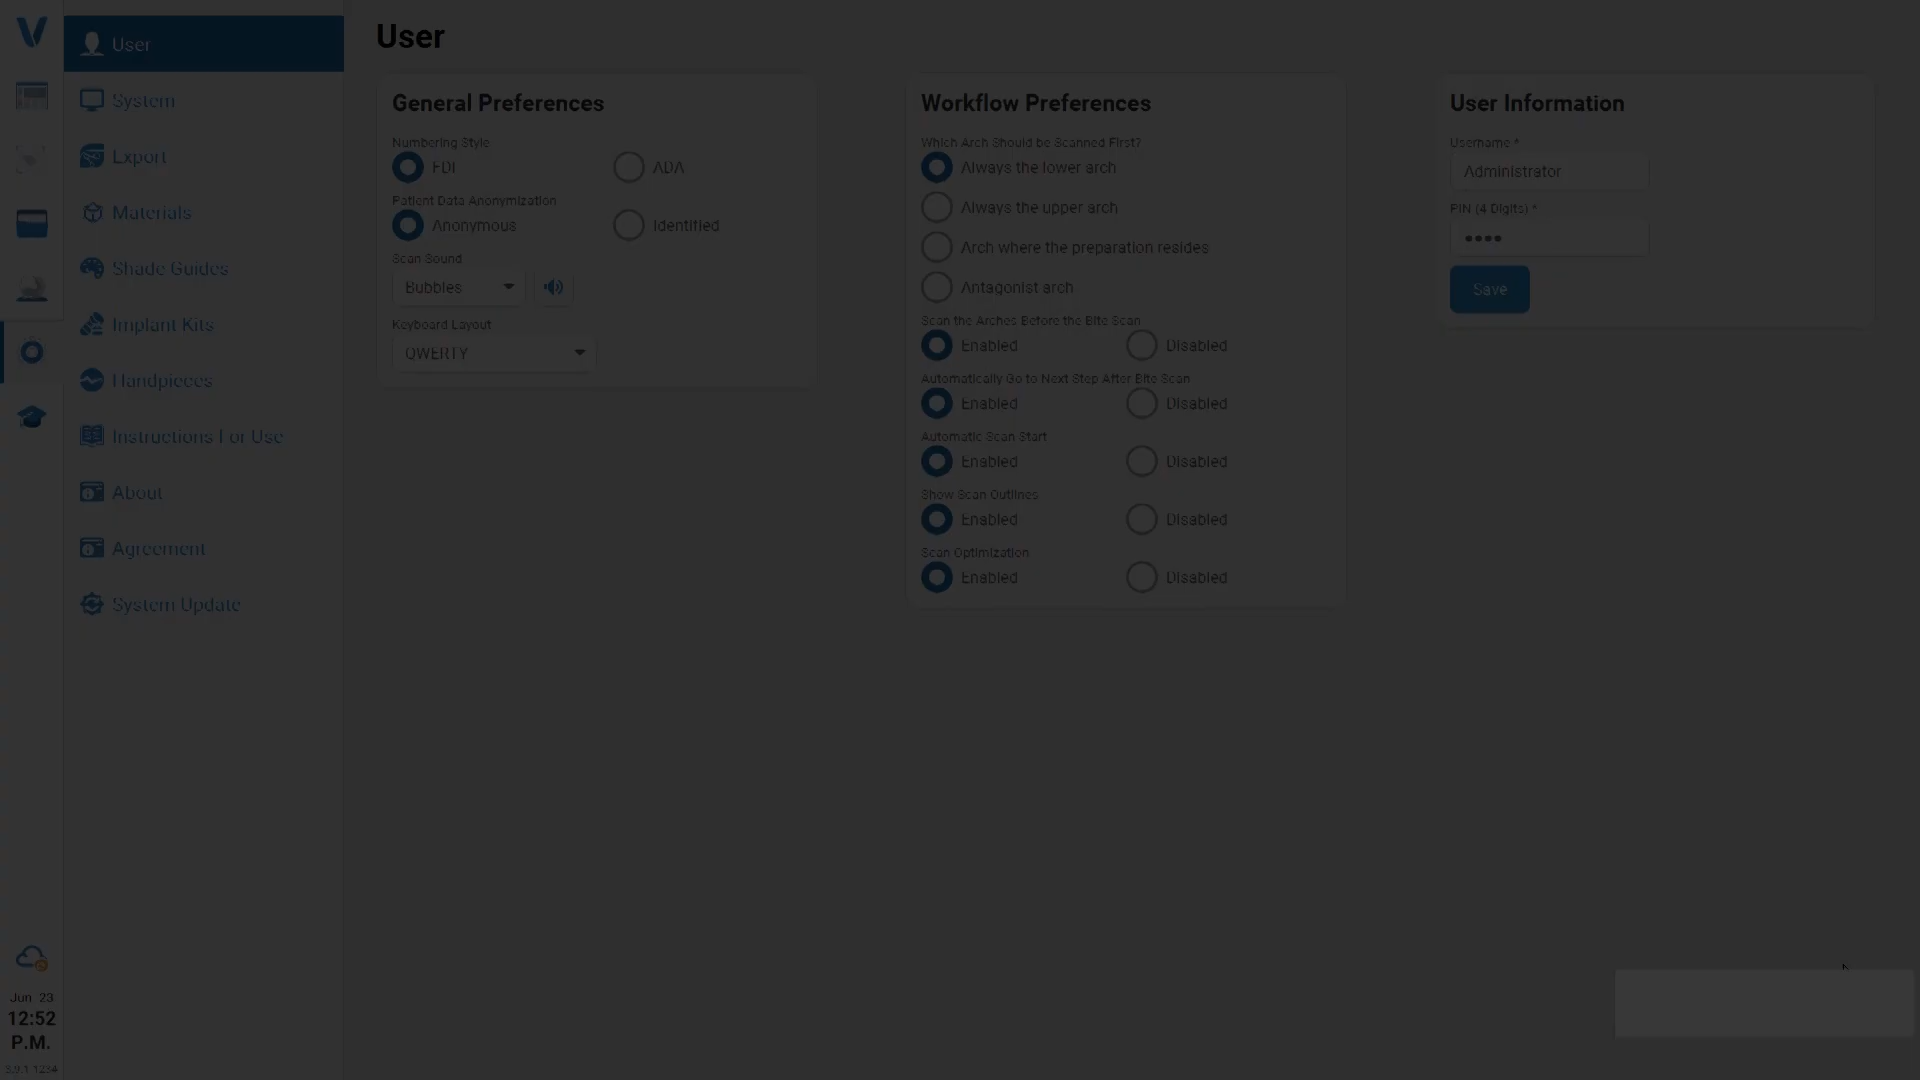 User
System
Export
Materials
Shade Guides
Implant Kits
Handpieces
Instructions For Use
About
Agreement
System Update
Jun 23
12:52
P.M.
3.9.1 1234
User
General Preferences
Numbering Style
FDI ADA
Patient Data Anonymization
Anonymous Identified
Scan Sound
Bubbles
Keyboard Layout
QWERTY
Workflow Preferences
Which Arch Should be Scanned First?
Always the lower arch
Always the upper arch
Arch where the preparation resides
Antagonist arch
Scan the Arches Before the Bite Scan
Enabled Disabled
Automatically Go to Next Step After Bite Scan
Enabled Disabled
Automatic Scan Start
Enabled Disabled
Show Scan Outlines
Enabled Disabled
Scan Optimization
Enabled Disabled
User Information
Username *
Administrator
PIN (4 Digits) *
••••
Save